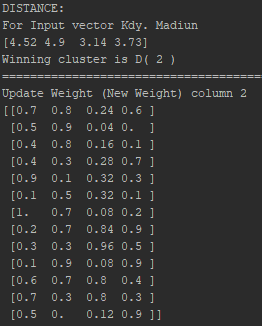 DISTANCE:
For Input vector Kdy. Madiun
[4.52 4.9  3.14 3.73]
Winning cluster is D( 2 )
======================================
Update Weight (New Weight) column 2
[[0.7  0.8  0.24 0.6 ]
 [0.5  0.9  0.04 0.  ]
 [0.4  0.8  0.16 0.1 ]
 [0.4  0.3  0.28 0.7 ]
 [0.9  0.1  0.32 0.3 ]
 [0.1  0.5  0.32 0.1 ]
 [1.   0.7  0.08 0.2 ]
 [0.2  0.7  0.84 0.9 ]
 [0.3  0.3  0.96 0.5 ]
 [0.1  0.9  0.08 0.9 ]
 [0.6  0.7  0.8  0.4 ]
 [0.7  0.3  0.8  0.3 ]
 [0.5  0.   0.12 0.9 ]]